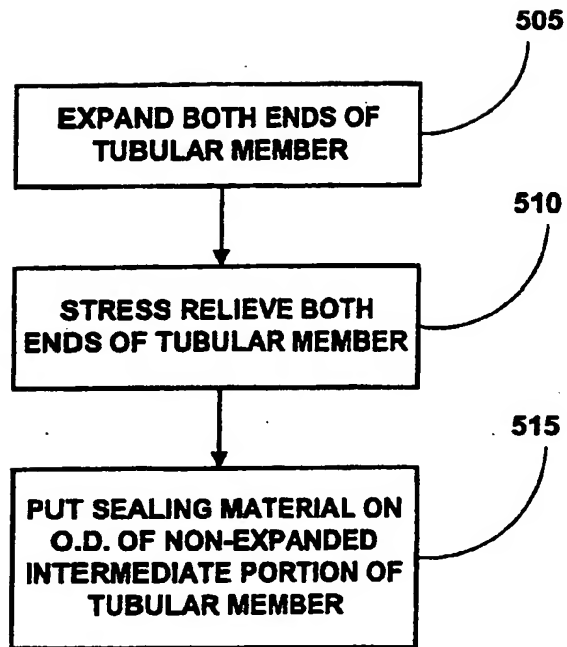 505
EXPAND BOTH ENDS OF
TUBULAR MEMBER
510
STRESS RELIEVE BOTH
ENDS OF TUBULAR MEMBER
515
PUT SEALING MATERIAL ON
O.D. OF NON-EXPANDED
INTERMEDIATE PORTION OF
TUBULAR MEMBER